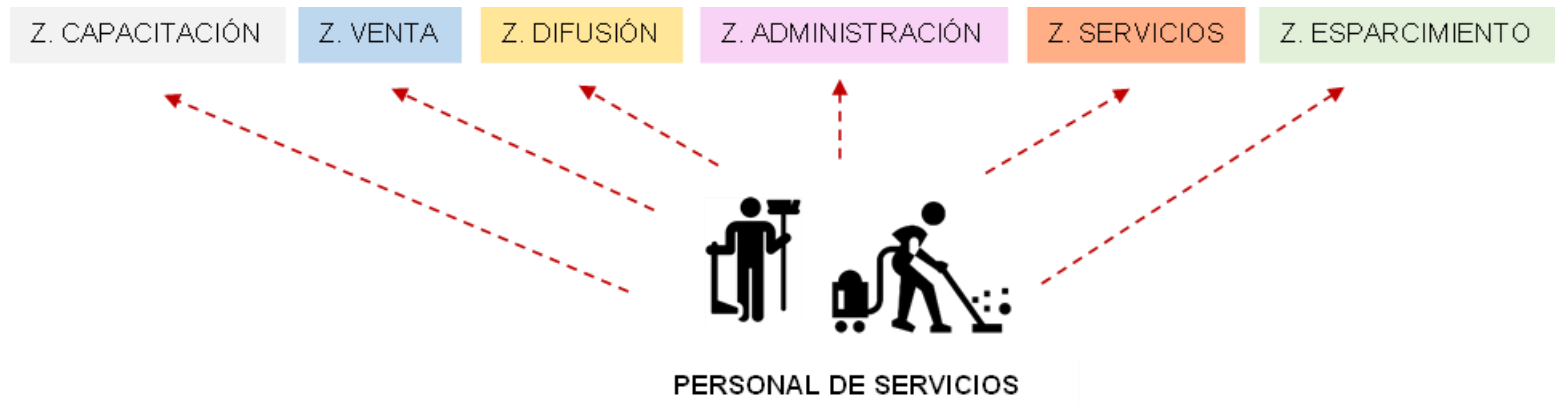 Z. CAPACITACIÓN
Z. VENTA
Z. DIFUSIÓN
Z. ADMINISTRACIÓN
Z. SERVICIOS
Z. ESPARCIMIENTO
PERSONAL DE SERVICIOS